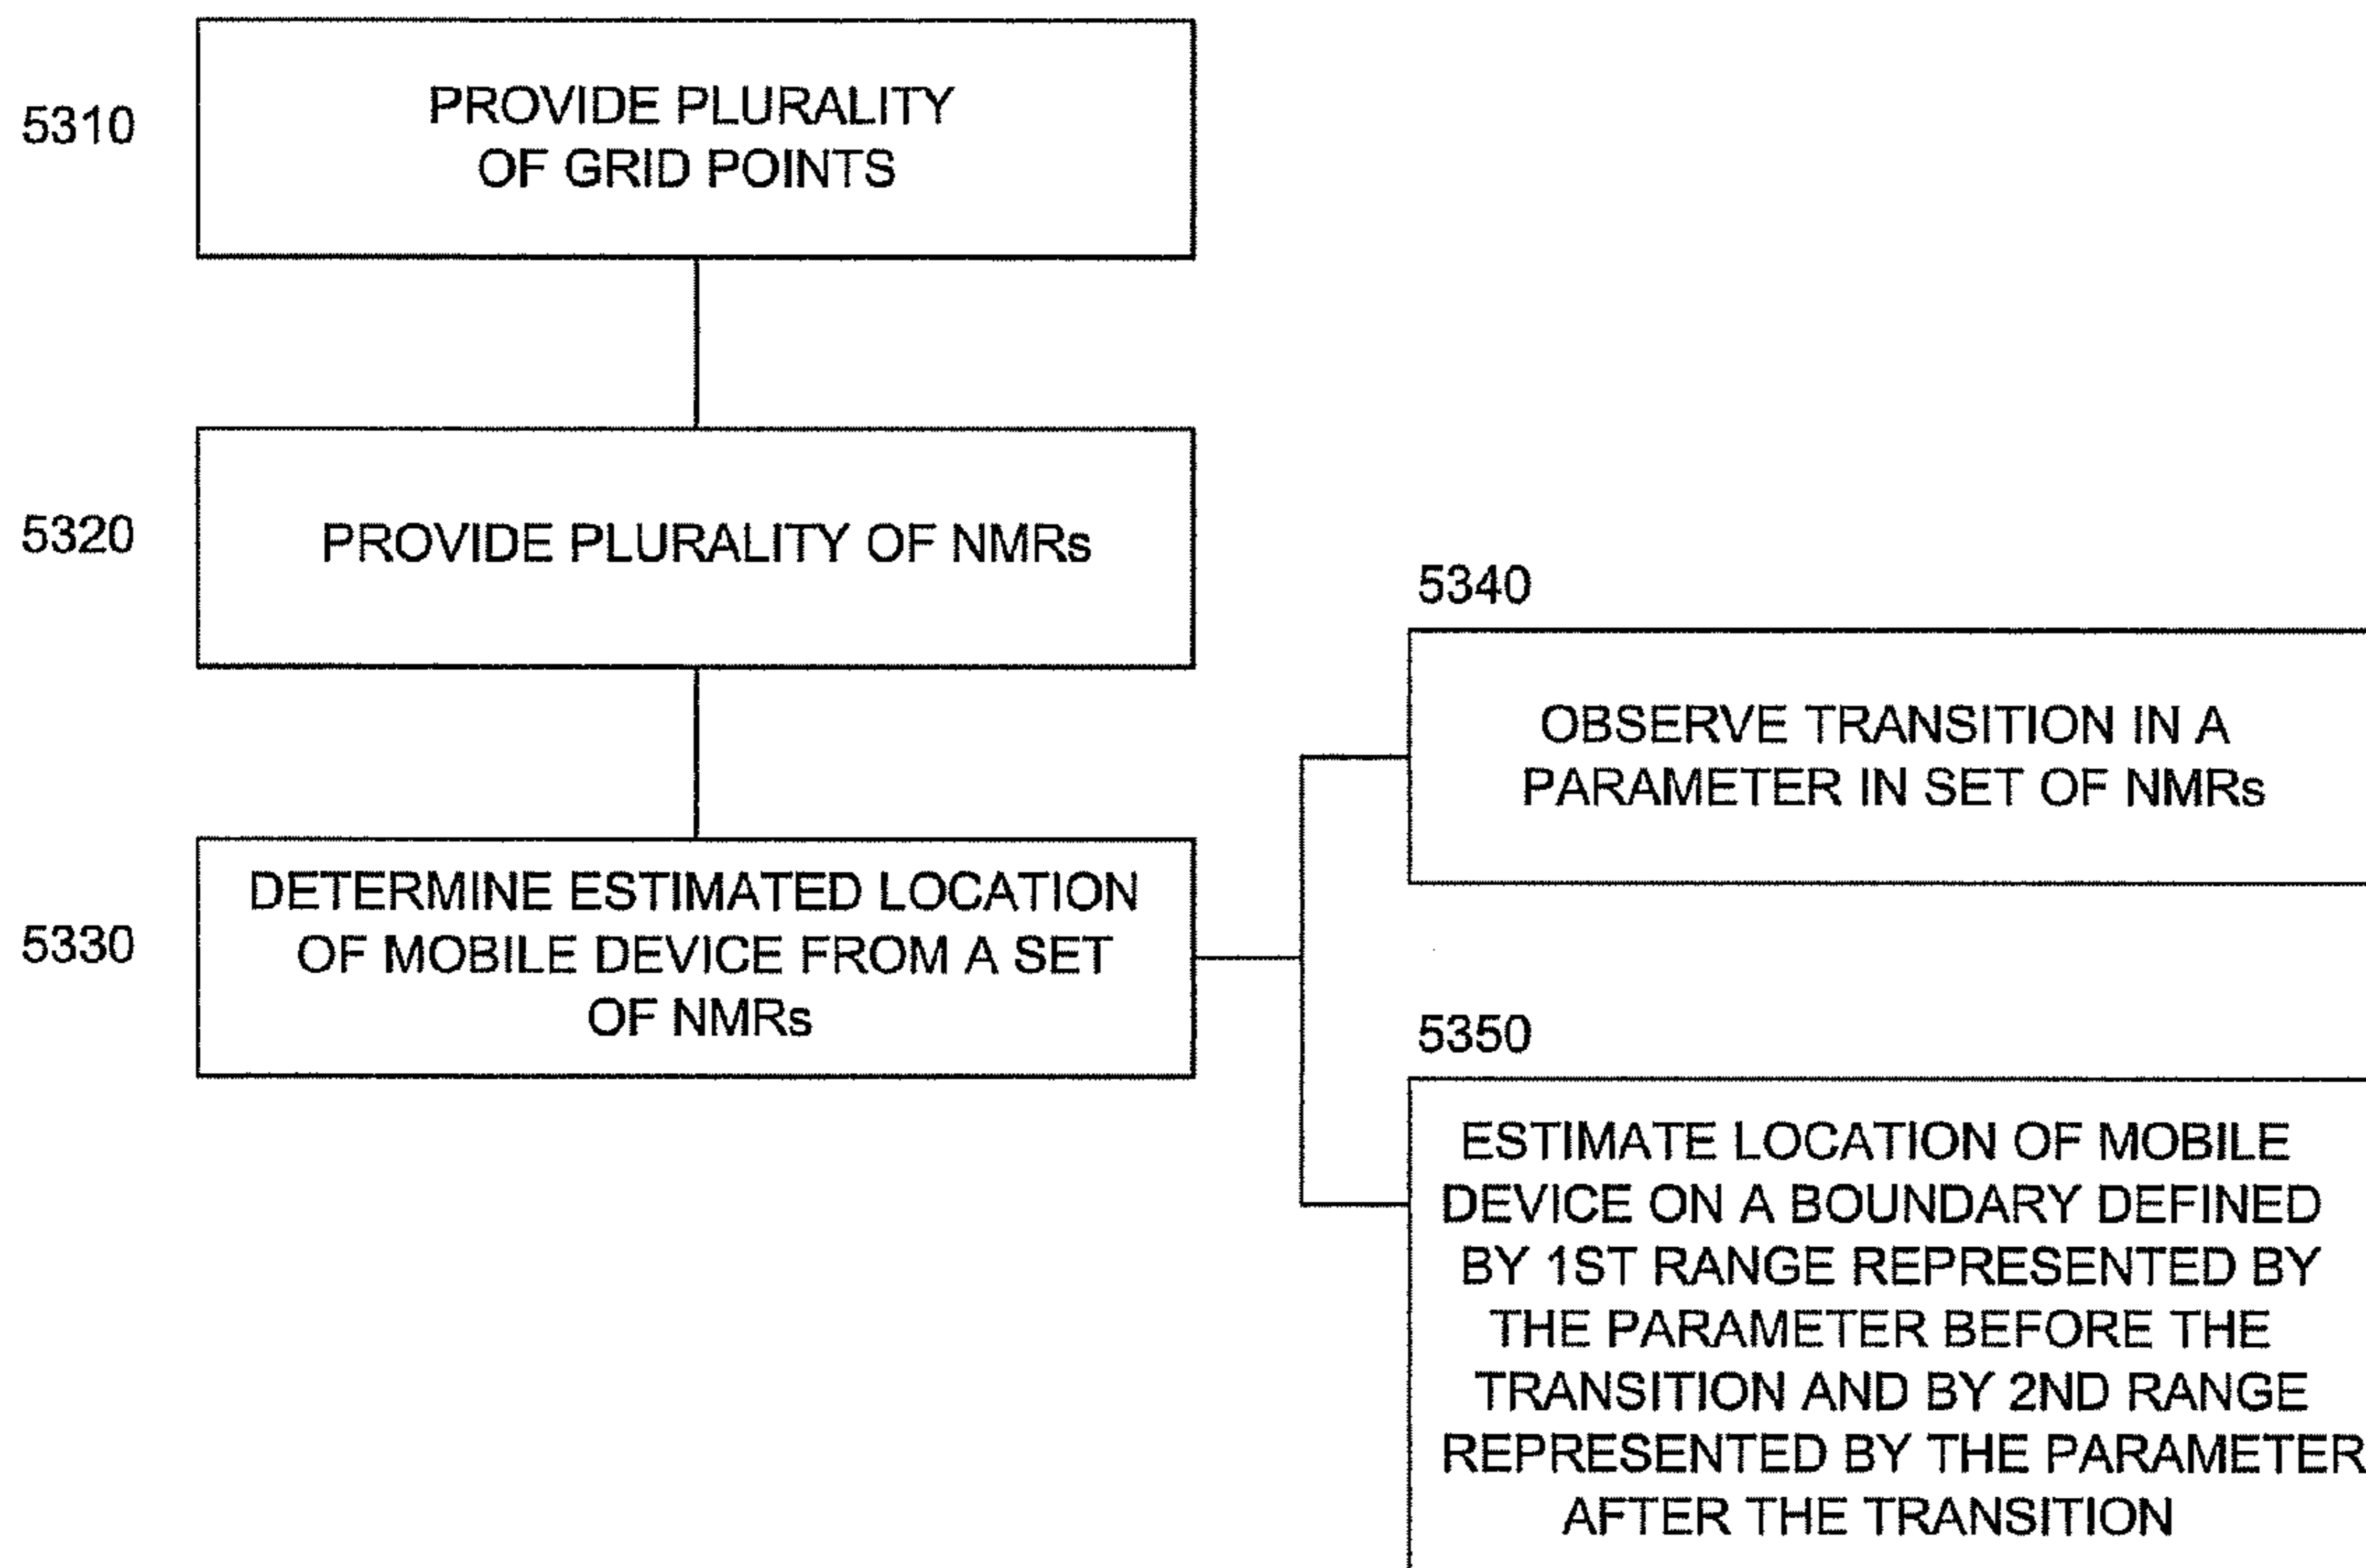 5310
PROVIDE PLURALITY
OF GRID POINTS
5320
PROVIDE PLURALITY OF NMRs
5330
DETERMINE ESTIMATED LOCATION
OF MOBILE DEVICE FROM A SET
OF NMRs
5340
OBSERVE TRANSITION IN A
PARAMETER IN SET OF NMRs
5350
ESTIMATE LOCATION OF MOBILE
DEVICE ON A BOUNDARY DEFINED
BY 1ST RANGE REPRESENTED BY
THE PARAMETER BEFORE THE
TRANSITION AND BY 2ND RANGE
REPRESENTED BY THE PARAMETER
AFTER THE TRANSITION